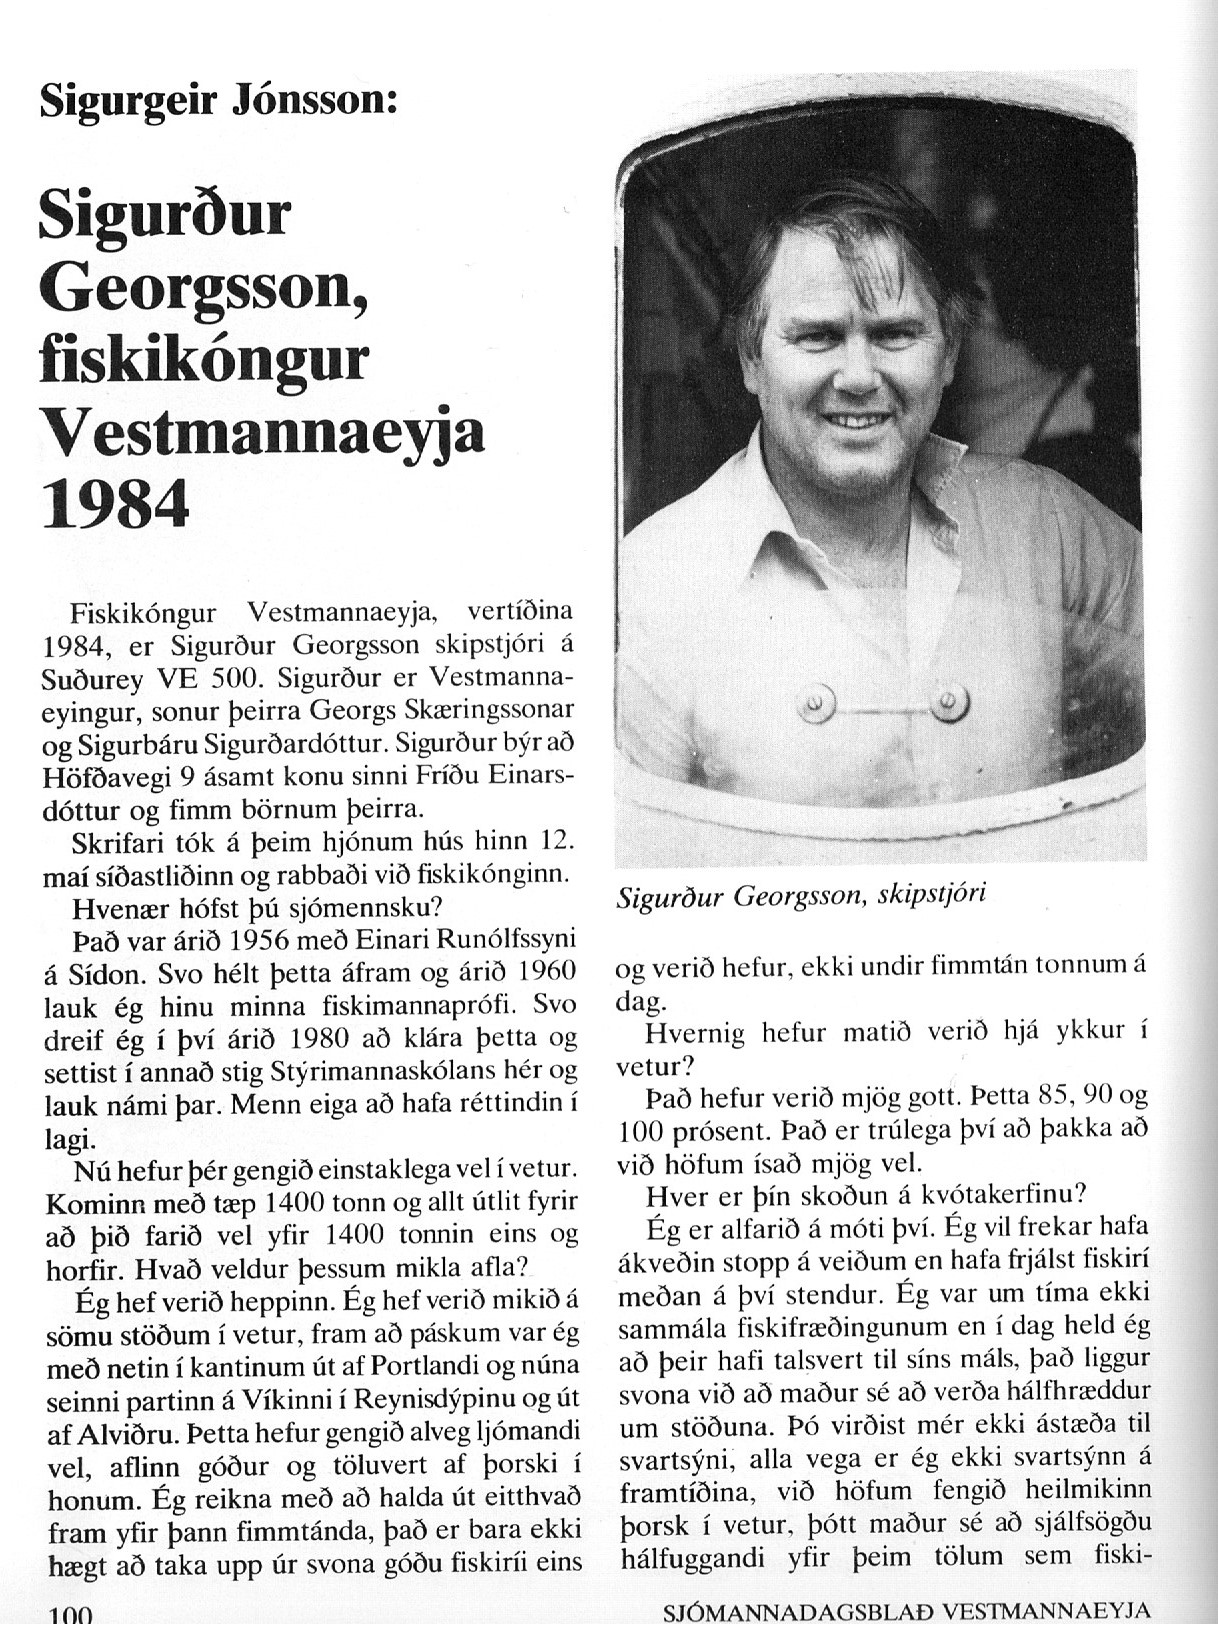 Sigurgeir Jónsson:
Sigurður
Georgsson,
fiskikóngur
Vestmannaeyja
1984
Fiskikóngur Vestmannaeyja, vertíðina
1984, er Sigurður Georgsson skipstjóri á
Suðurey VE 500. Sigurður er Vestmanna-
eyingur, sonur þeirra Georgs Skæringssonar
og Sigurbáru Sigurðardóttur. Sigurður býr að
Höfðavegi 9 ásamt konu sinni Fríðu Einars-
dóttur og fimm börnum þeirra.
Skrifari tók á þeim hjónum hús hinn 12.
maí síðastliðinn og rabbaði við fiskikónginn.
Hvenær hófst þú sjómennsku?
Það var árið 1956 með Einari Runólfssyni
á Sídon. Svo hélt þetta áfram og árið 1960
lauk ég hinu minna fiskimannaprófi. Svo
dreif ég í því árið 1980 að klára þetta og
settist í annað stig Stýrimannaskólans hér og
lauk námi þar. Menn eiga að hafa réttindin í
lagi.
Nú hefur þér gengið einstaklega vel í vetur.
Kominn með tæp 1400 tonn og allt útlit fyrir
að þið farið vel yfir 1400 tonnin eins og
horfir. Hvað veldur þessum mikla afla?
Ég hef verið heppinn. Ég hef verið mikið á
sömu stöðum í vetur, fram að páskum var ég
með netin í kantinum út af Portlandi og núna
seinni partinn á Víkinni í Reynisdýpinu og út
af Alviðru. Þetta hefur gengið alveg ljómandi
vel, aflinn góður og töluvert af þorski í
honum. Ég reikna með að halda út eitthvað
fram yfir þann fimmtánda, það er bara ekki
hægt að taka upp úr svona góðu fiskiríi eins
Sigurður Georgsson, skipstjóri
og verið hefur, ekki undir fimmtán tonnum á
dag.
Hvernig hefur matið verið hjá ykkur í
vetur?
Það hefur verið mjög gott. Þetta 85, 90 og
100 prósent. Það er trúlega því að þakka að
við höfum ísað mjög vel.
Hver er þín skoðun á kvótakerfinu?
Ég er alfarið á móti því. Ég vil frekar hafa
ákveðin stopp á veiðum en hafa frjálst fiskirí
meðan á því stendur. Ég var um tíma ekki
sammála fiskifræðingunum en í dag held ég
að þeir hafi talsvert til síns máls, það liggur
svona við að maður sé að verða hálfhræddur
um stöðuna. Þó virðist mér ekki ástæða til
svartsýni, alla vega er ég ekki svartsýnn á
framtíðina, við höfum fengið heilmikinn
þorsk í vetur, þótt maður sé að sjálfsögðu
hálfuggandi yfir þeim tölum sem fiski-
100
SJÓMANNADAGSBLAÐ VESTMANNAEYJA